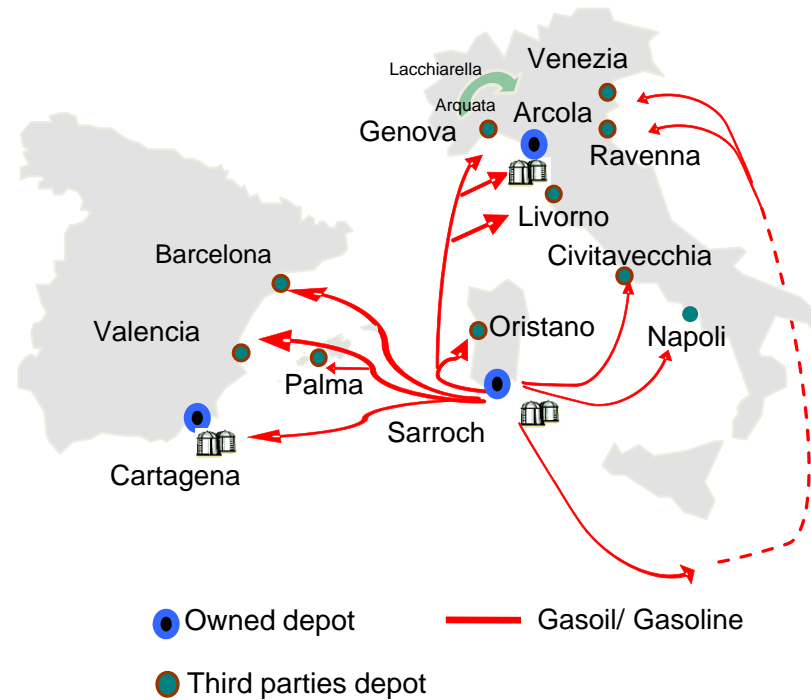 Venezia
Lacchiarella
Arquata
Arcola
Genova
Ravenna
Livorno
Barcelona
Civitavecchia
Valencia
Oristano
Napoli
Palma
Sarroch
Cartagena
Owned depot
Gasoil/ Gasoline
Third parties depot